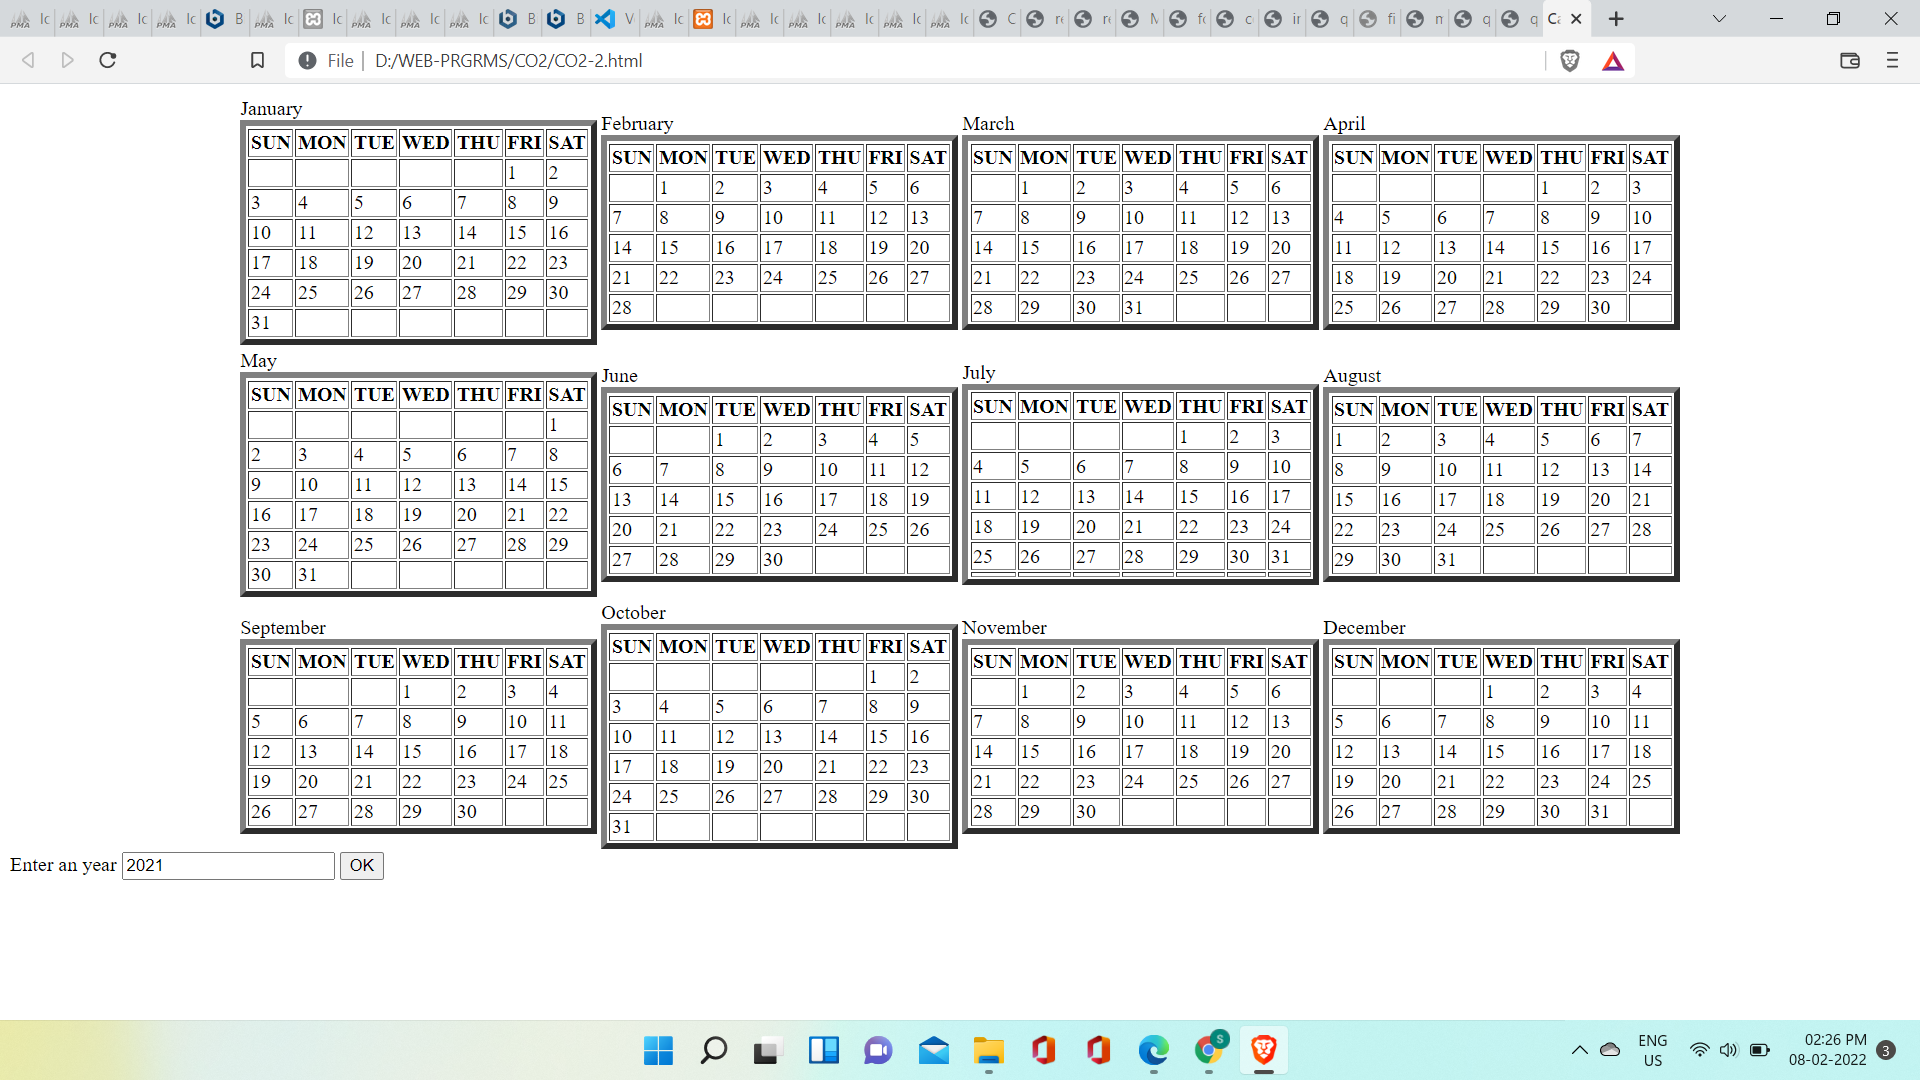 File D:/WEB-PRGRMS/CO2/CO2-2.html
January
SUN MON TUE WED THU FRI SAT
1 2
3 4 5 6 7 8 9
10 11 12 13 14 15 16
17 18 19 20 21 22 23
24 25 26 27 28 29 30
31
February
SUN MON TUE WED THU FRI SAT
1 2 3 4 5 6
7 8 9 10 11 12 13
14 15 16 17 18 19 20
21 22 23 24 25 26 27
28
March
SUN MON TUE WED THU FRI SAT
1 2 3 4 5 6
7 8 9 10 11 12 13
14 15 16 17 18 19 20
21 22 23 24 25 26 27
28 29 30 31
April
SUN MON TUE WED THU FRI SAT
1 2 3
4 5 6 7 8 9 10
11 12 13 14 15 16 17
18 19 20 21 22 23 24
25 26 27 28 29 30
May
SUN MON TUE WED THU FRI SAT
1
2 3 4 5 6 7 8
9 10 11 12 13 14 15
16 17 18 19 20 21 22
23 24 25 26 27 28 29
30 31
June
SUN MON TUE WED THU FRI SAT
1 2 3 4 5
6 7 8 9 10 11 12
13 14 15 16 17 18 19
20 21 22 23 24 25 26
27 28 29 30
July
SUN MON TUE WED THU FRI SAT
1 2 3
4 5 6 7 8 9 10
11 12 13 14 15 16 17
18 19 20 21 22 23 24
25 26 27 28 29 30 31
August
SUN MON TUE WED THU FRI SAT
1 2 3 4 5 6 7
8 9 10 11 12 13 14
15 16 17 18 19 20 21
22 23 24 25 26 27 28
29 30 31
September
SUN MON TUE WED THU FRI SAT
1 2 3 4
5 6 7 8 9 10 11
12 13 14 15 16 17 18
19 20 21 22 23 24 25
26 27 28 29 30
October
SUN MON TUE WED THU FRI SAT
1 2
3 4 5 6 7 8 9
10 11 12 13 14 15 16
17 18 19 20 21 22 23
24 25 26 27 28 29 30
31
November
SUN MON TUE WED THU FRI SAT
1 2 3 4 5 6
7 8 9 10 11 12 13
14 15 16 17 18 19 20
21 22 23 24 25 26 27
28 29 30
December
SUN MON TUE WED THU FRI SAT
1 2 3 4
5 6 7 8 9 10 11
12 13 14 15 16 17 18
19 20 21 22 23 24 25
26 27 28 29 30 31
Enter an year 2021 OK
ENG
US
02:26 PM
08-02-2022
3